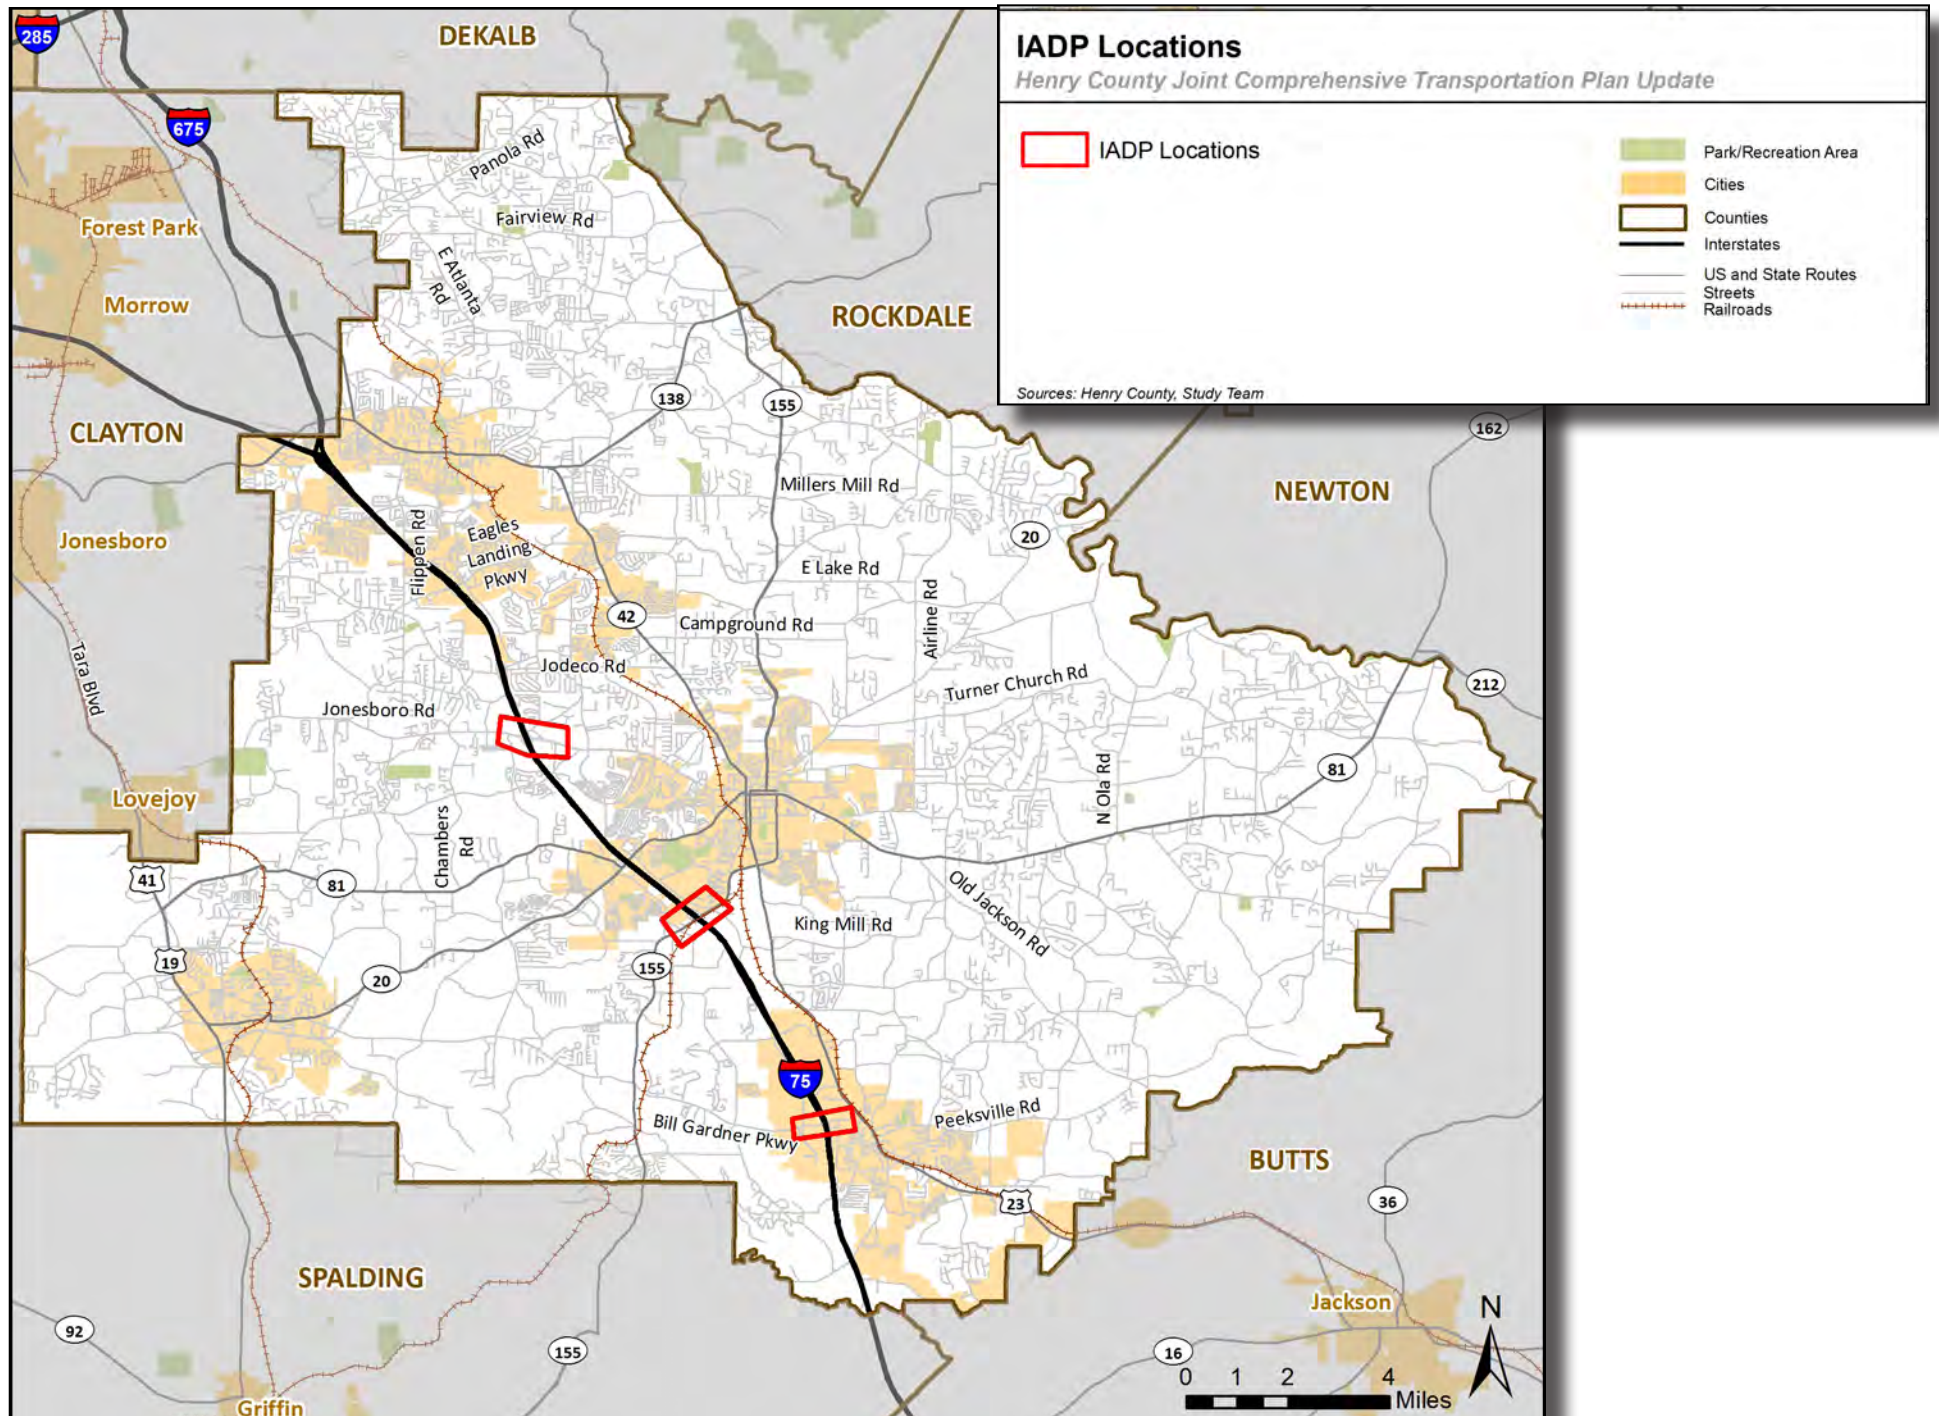 IADP Locations
Henry County Joint Comprehensive Transportation Plan Update
IADP Locations
Park/Recreation Area
Cities
Counties
Interstates
US and State Routes
Streets
Railroads
Sources: Henry County, Study Team
285
DEKALB
675
Panola Rd
Fairview Rd
Forest Park
E Atlanta
Rd
Morrow
ROCKDALE
138
155
CLAYTON
162
Millers Mill Rd
NEWTON
Flippen Rd
Eagles
Landing
Pkwy
20
Jonesboro
E Lake Rd
Airline Rd
42
Campground Rd
Jodeco Rd
Tara Blvd
Turner Church Rd
212
Jonesboro Rd
N Ola Rd
81
Lovejoy
Chambers
Rd
41
81
Old Jackson Rd
King Mill Rd
19
155
20
75
Bill Gardner Pkwy
Peeksville Rd
BUTTS
23
36
SPALDING
Jackson
N
92
155
16
0 1 2 4
Miles
Griffin